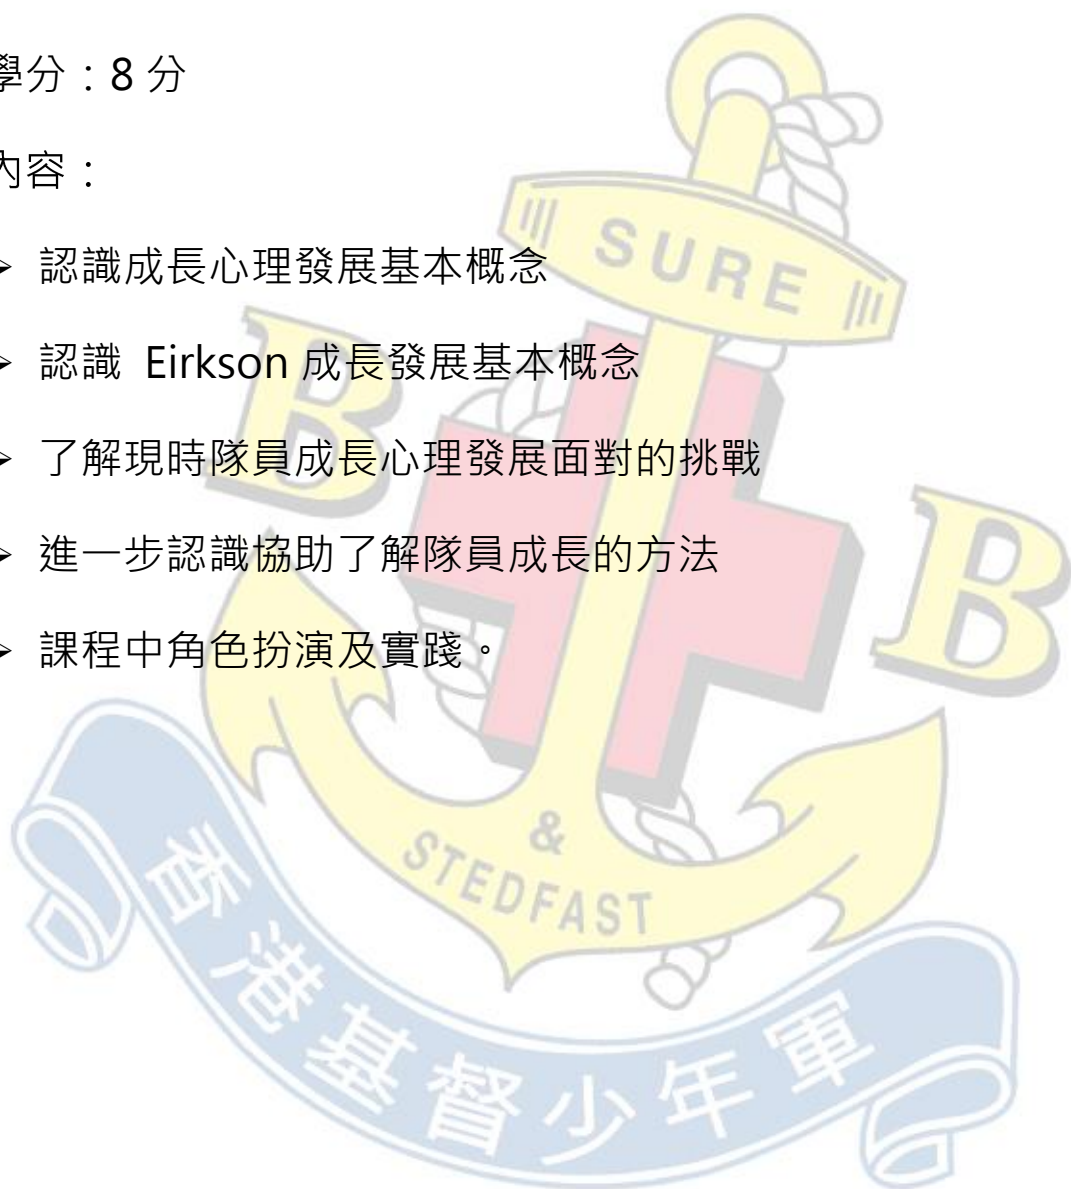 學分：8 分
內容：
➢ 認識成長心理發展基本概念
➢ 認識 Eirkson 成長發展基本概念
➢ 了解現時隊員成長心理發展面對的挑戰
➢ 進一步認識協助了解隊員成長的方法
➢ 課程中角色扮演及實踐。
SURE
B B
&
STEDFAST
香港基督少年軍